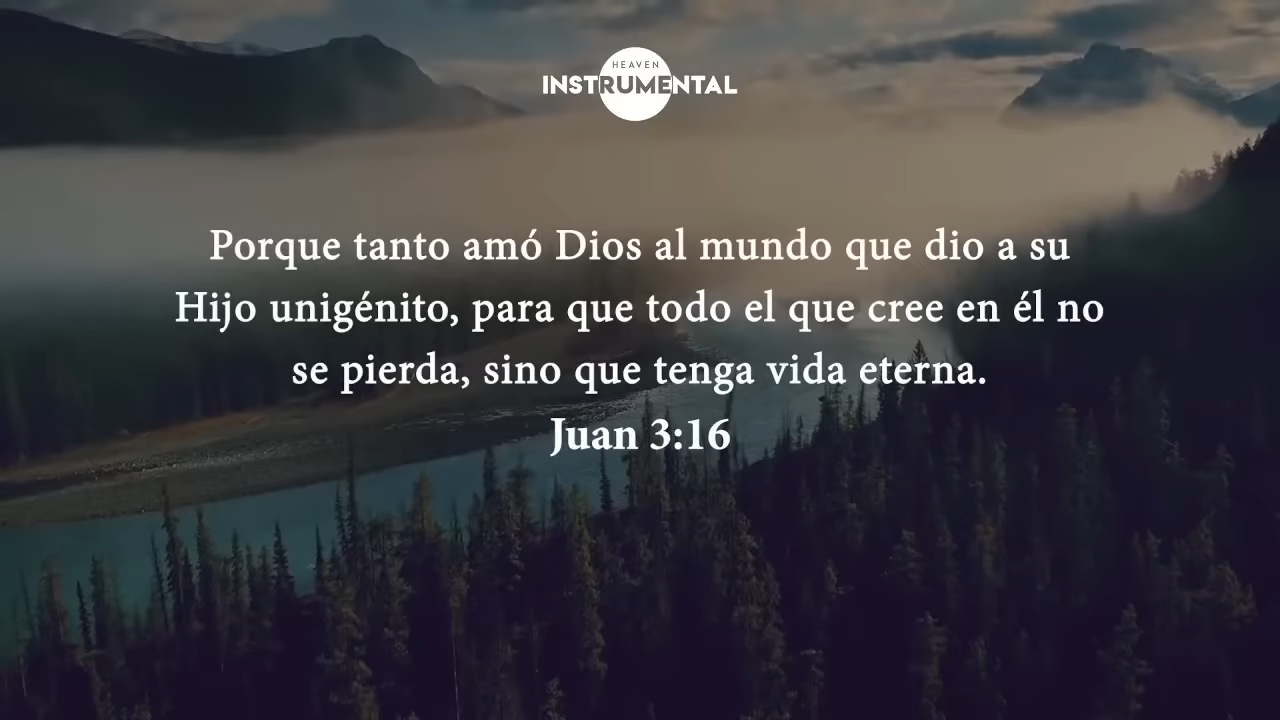 HEAVEN
INSTRUMENTAL
Porque tanto amó Dios al mundo que dio a su
Hijo unigénito, para que todo el que cree en él no
se pierda, sino que tenga vida eterna.
Juan 3:16